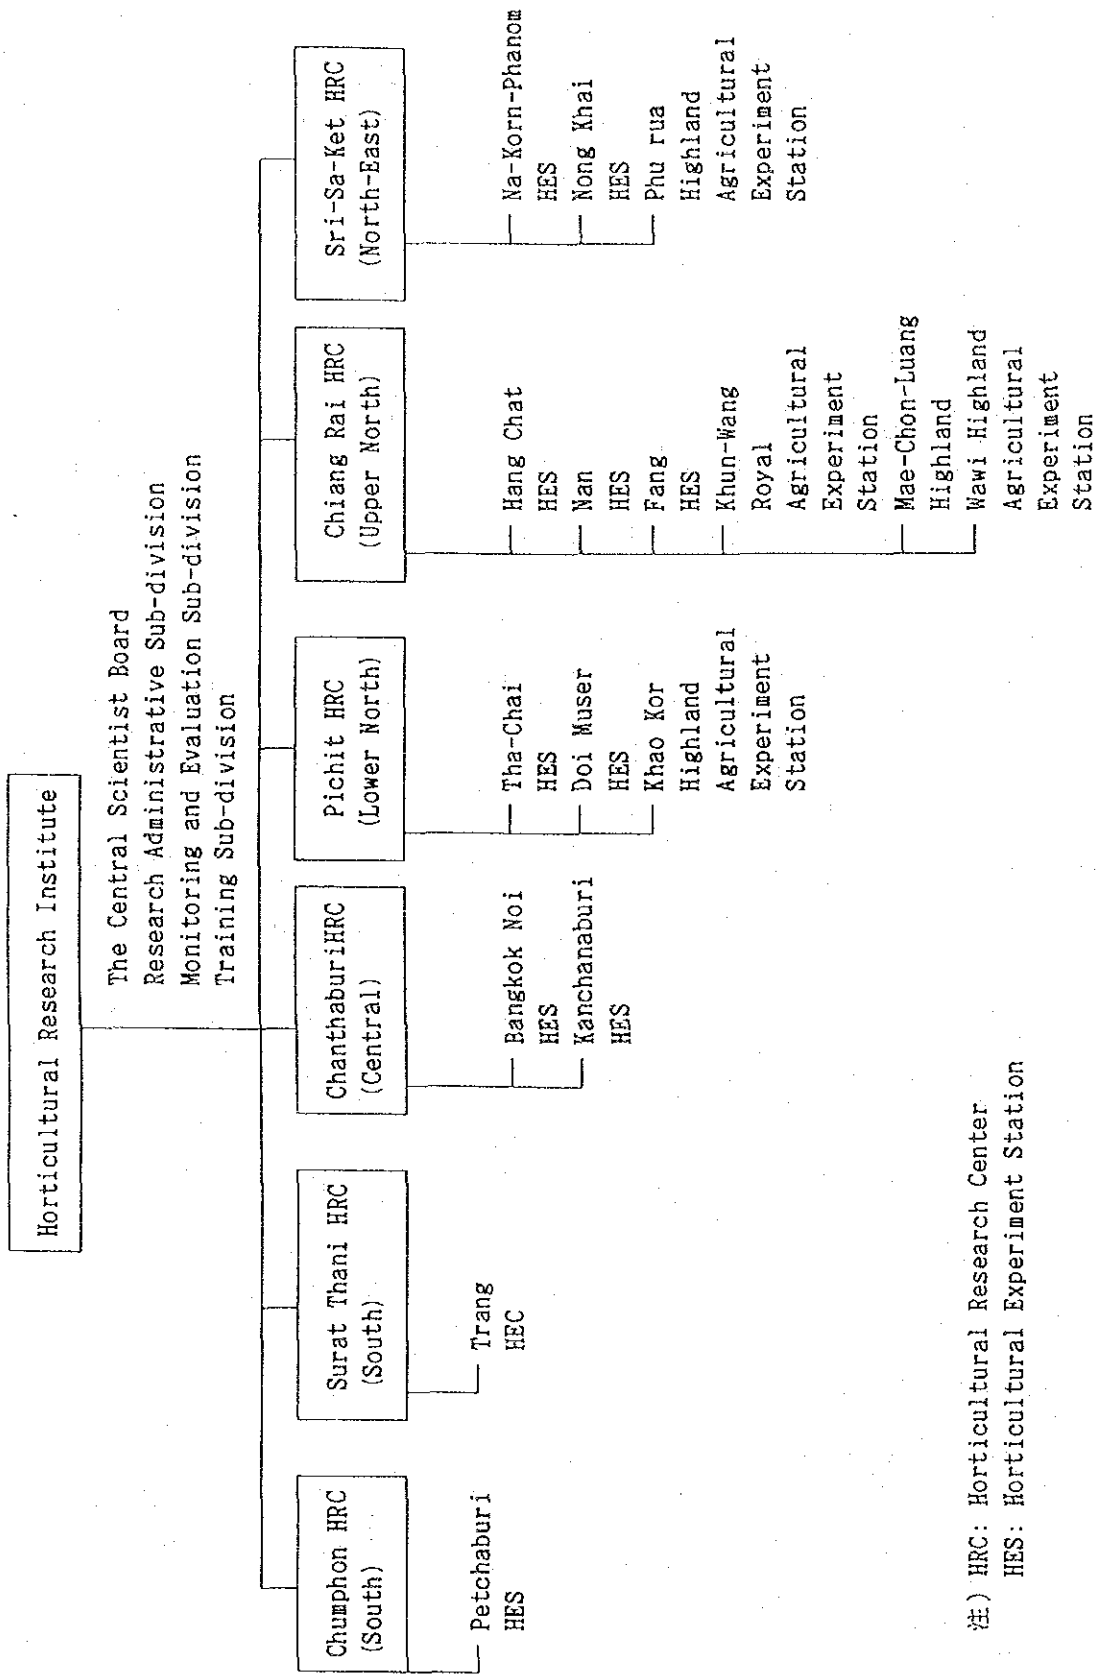 Horticultural Research Institute
The Central Scientist Board
Research Administrative Sub-division
Monitoring and Evaluation Sub-division
Training Sub-division
Chumphon HRC
(South)
Petchaburi
HES
Surat Thani HRC
(South)
Trang
HEC
ChanthaburiHRC
(Central)
Bangkok Noi
HES
Kanchanaburi
HES
Pichit HRC
(Lower North)
Tha-Chai
HES
Doi Muser
HES
Khao Kor
Highland
Agricultural
Experiment
Station
Chiang Rai HRC
(Upper North)
Hang Chat
HES
Nan
HES
Fang
HES
Khun-Wang
Royal
Agricultural
Experiment
Station
Mae-Chon-Luang
Highland
Wawi Highland
Agricultural
Experiment
Station
Sri-Sa-Ket HRC
(North-East)
Na-Korn-Phanom
HES
Nong Khai
HES
Phu rua
Highland
Agricultural
Experiment
Station
注) HRC: Horticultural Research Center
HES: Horticultural Experiment Station